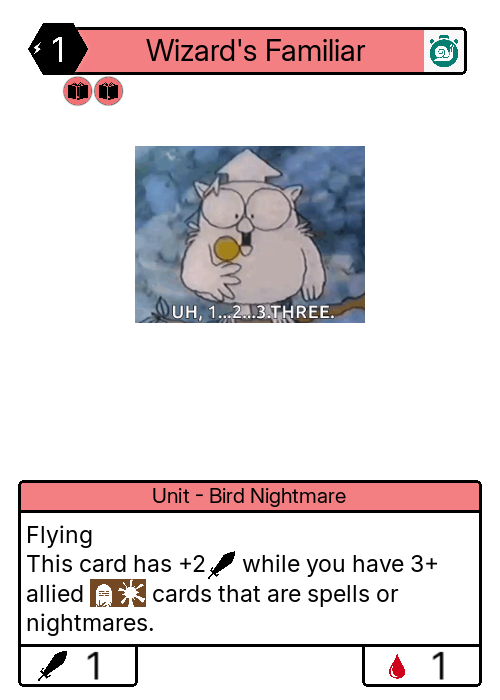 1 Wizard's Familiar
UH, 1...2...3.THREE.
Unit - Bird Nightmare
Flying
This card has +2 while you have 3+
allied cards that are spells or
nightmares.
1 1